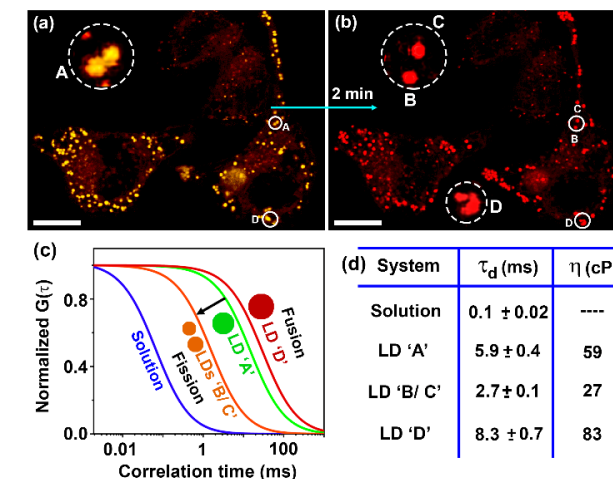 (a)
A
A
D
2 min
(b)
C
B
C
B
D
D
(c)
Normalized G(τ)
0.8
0.4
0.0
0.01
1
100
Correlation time (ms)
Solution
Fission
LDs ‘B/ C’
LD ‘A’
LD ‘D’
Fusion
(d) System τd (ms) η (cP
Solution 0.1 ± 0.02 ----
LD ‘A’ 5.9 ± 0.4 59
LD ‘B/ C’ 2.7 ± 0.1 27
LD ‘D’ 8.3 ± 0.7 83